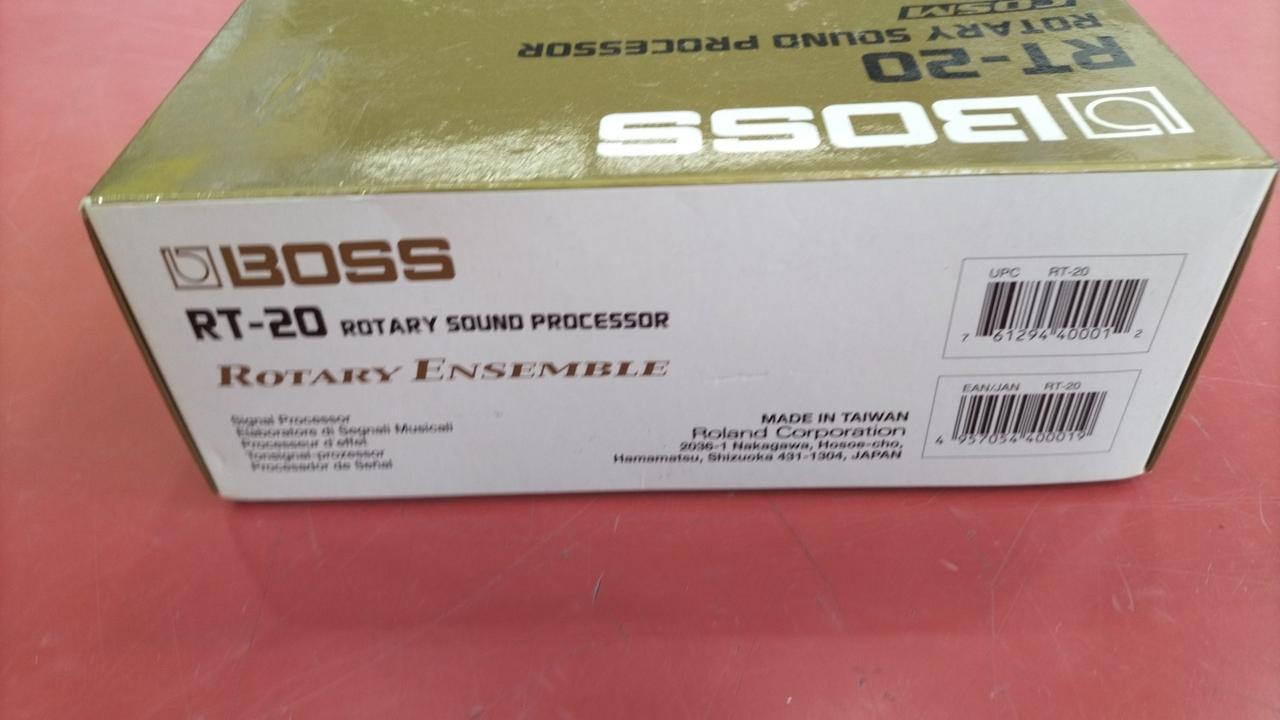 COSM
ROTARY SOUND PROCESSOR
RT-20
BOSS
BOSS
RT-20 ROTARY SOUND PROCESSOR
ROTARY ENSEMBLE
Signal Processor
Elaboratore di Segnali Musicali
Processeur d'effet
Tonsignal-prozessor
Procesador de Señal
MADE IN TAIWAN
Roland Corporation
2036-1 Nakagawa, Hosoe-cho,
Hamamatsu, Shizuoka 431-1304, JAPAN
UPC RT-20
7 61294 40001 2
EAN/JAN RT-20
4 957054 400019